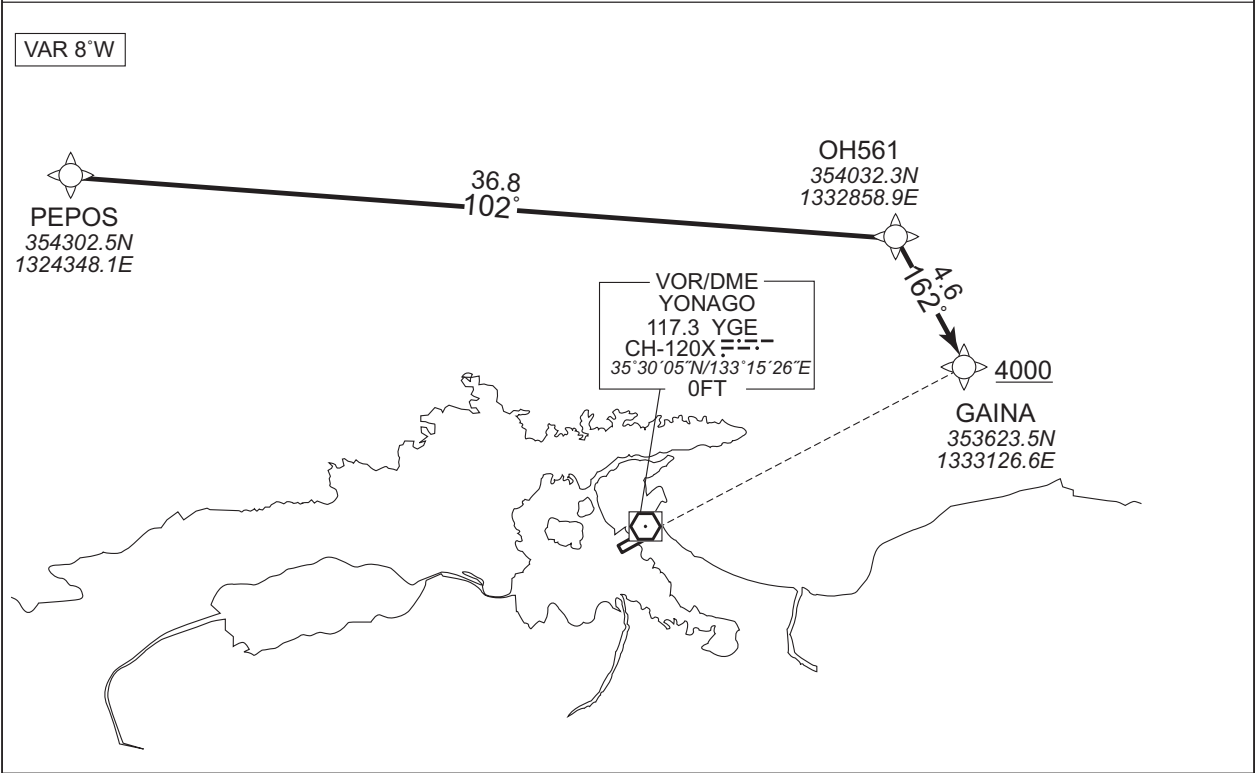 VAR 8°W
PEPOS
354302.5N
1324348.1E
36.8
102°
OH561
354032.3N
1332858.9E
4.6
162°
4000
GAINA
353623.5N
1333126.6E
VOR/DME
YONAGO
117.3 YGE
CH-120X
35°30′05″N/133°15′26″E
0FT